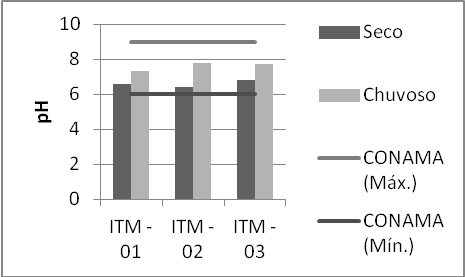 10
8
6
4
2
0
pH
ITM - 01
ITM - 02
ITM - 03
Seco
Chuvoso
CONAMA
(Máx.)
CONAMA
(Mín.)